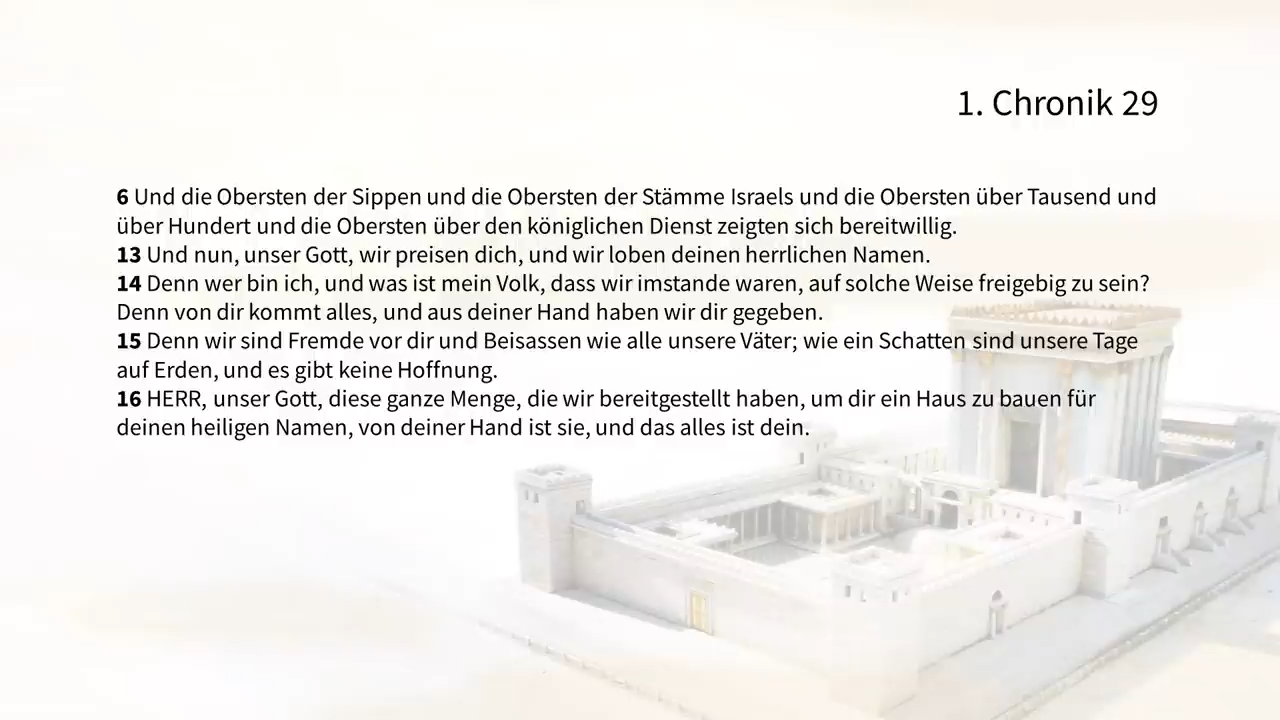 1. Chronik 29
6 Und die Obersten der Sippen und die Obersten der Stämme Israels und die Obersten über Tausend und
über Hundert und die Obersten über den königlichen Dienst zeigten sich bereitwillig.
13 Und nun, unser Gott, wir preisen dich, und wir loben deinen herrlichen Namen.
14 Denn wer bin ich, und was ist mein Volk, dass wir imstande waren, auf solche Weise freigebig zu sein?
Denn von dir kommt alles, und aus deiner Hand haben wir dir gegeben.
15 Denn wir sind Fremde vor dir und Beisassen wie alle unsere Väter; wie ein Schatten sind unsere Tage
auf Erden, und es gibt keine Hoffnung.
16 HERR, unser Gott, diese ganze Menge, die wir bereitgestellt haben, um dir ein Haus zu bauen für
deinen heiligen Namen, von deiner Hand ist sie, und das alles ist dein.